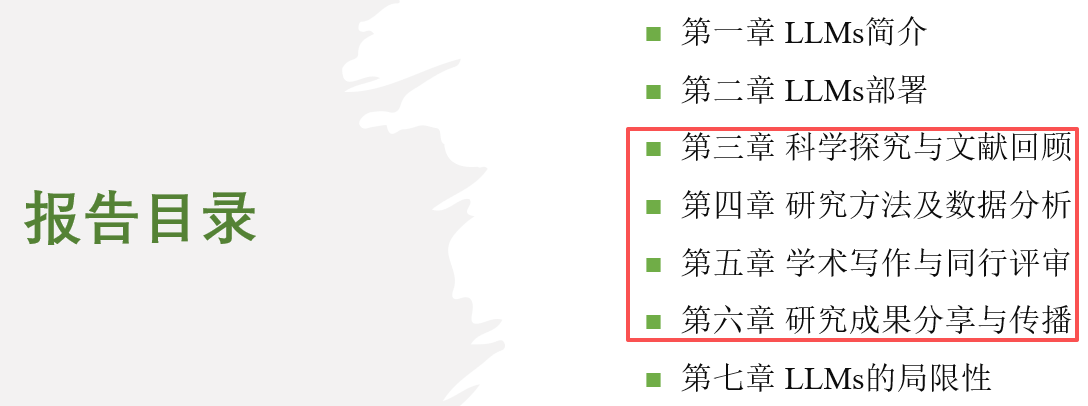 报告目录
第一章 LLMs简介
第二章 LLMs部署
第三章 科学探究与文献回顾
第四章 研究方法及数据分析
第五章 学术写作与同行评审
第六章 研究成果分享与传播
第七章 LLMs的局限性